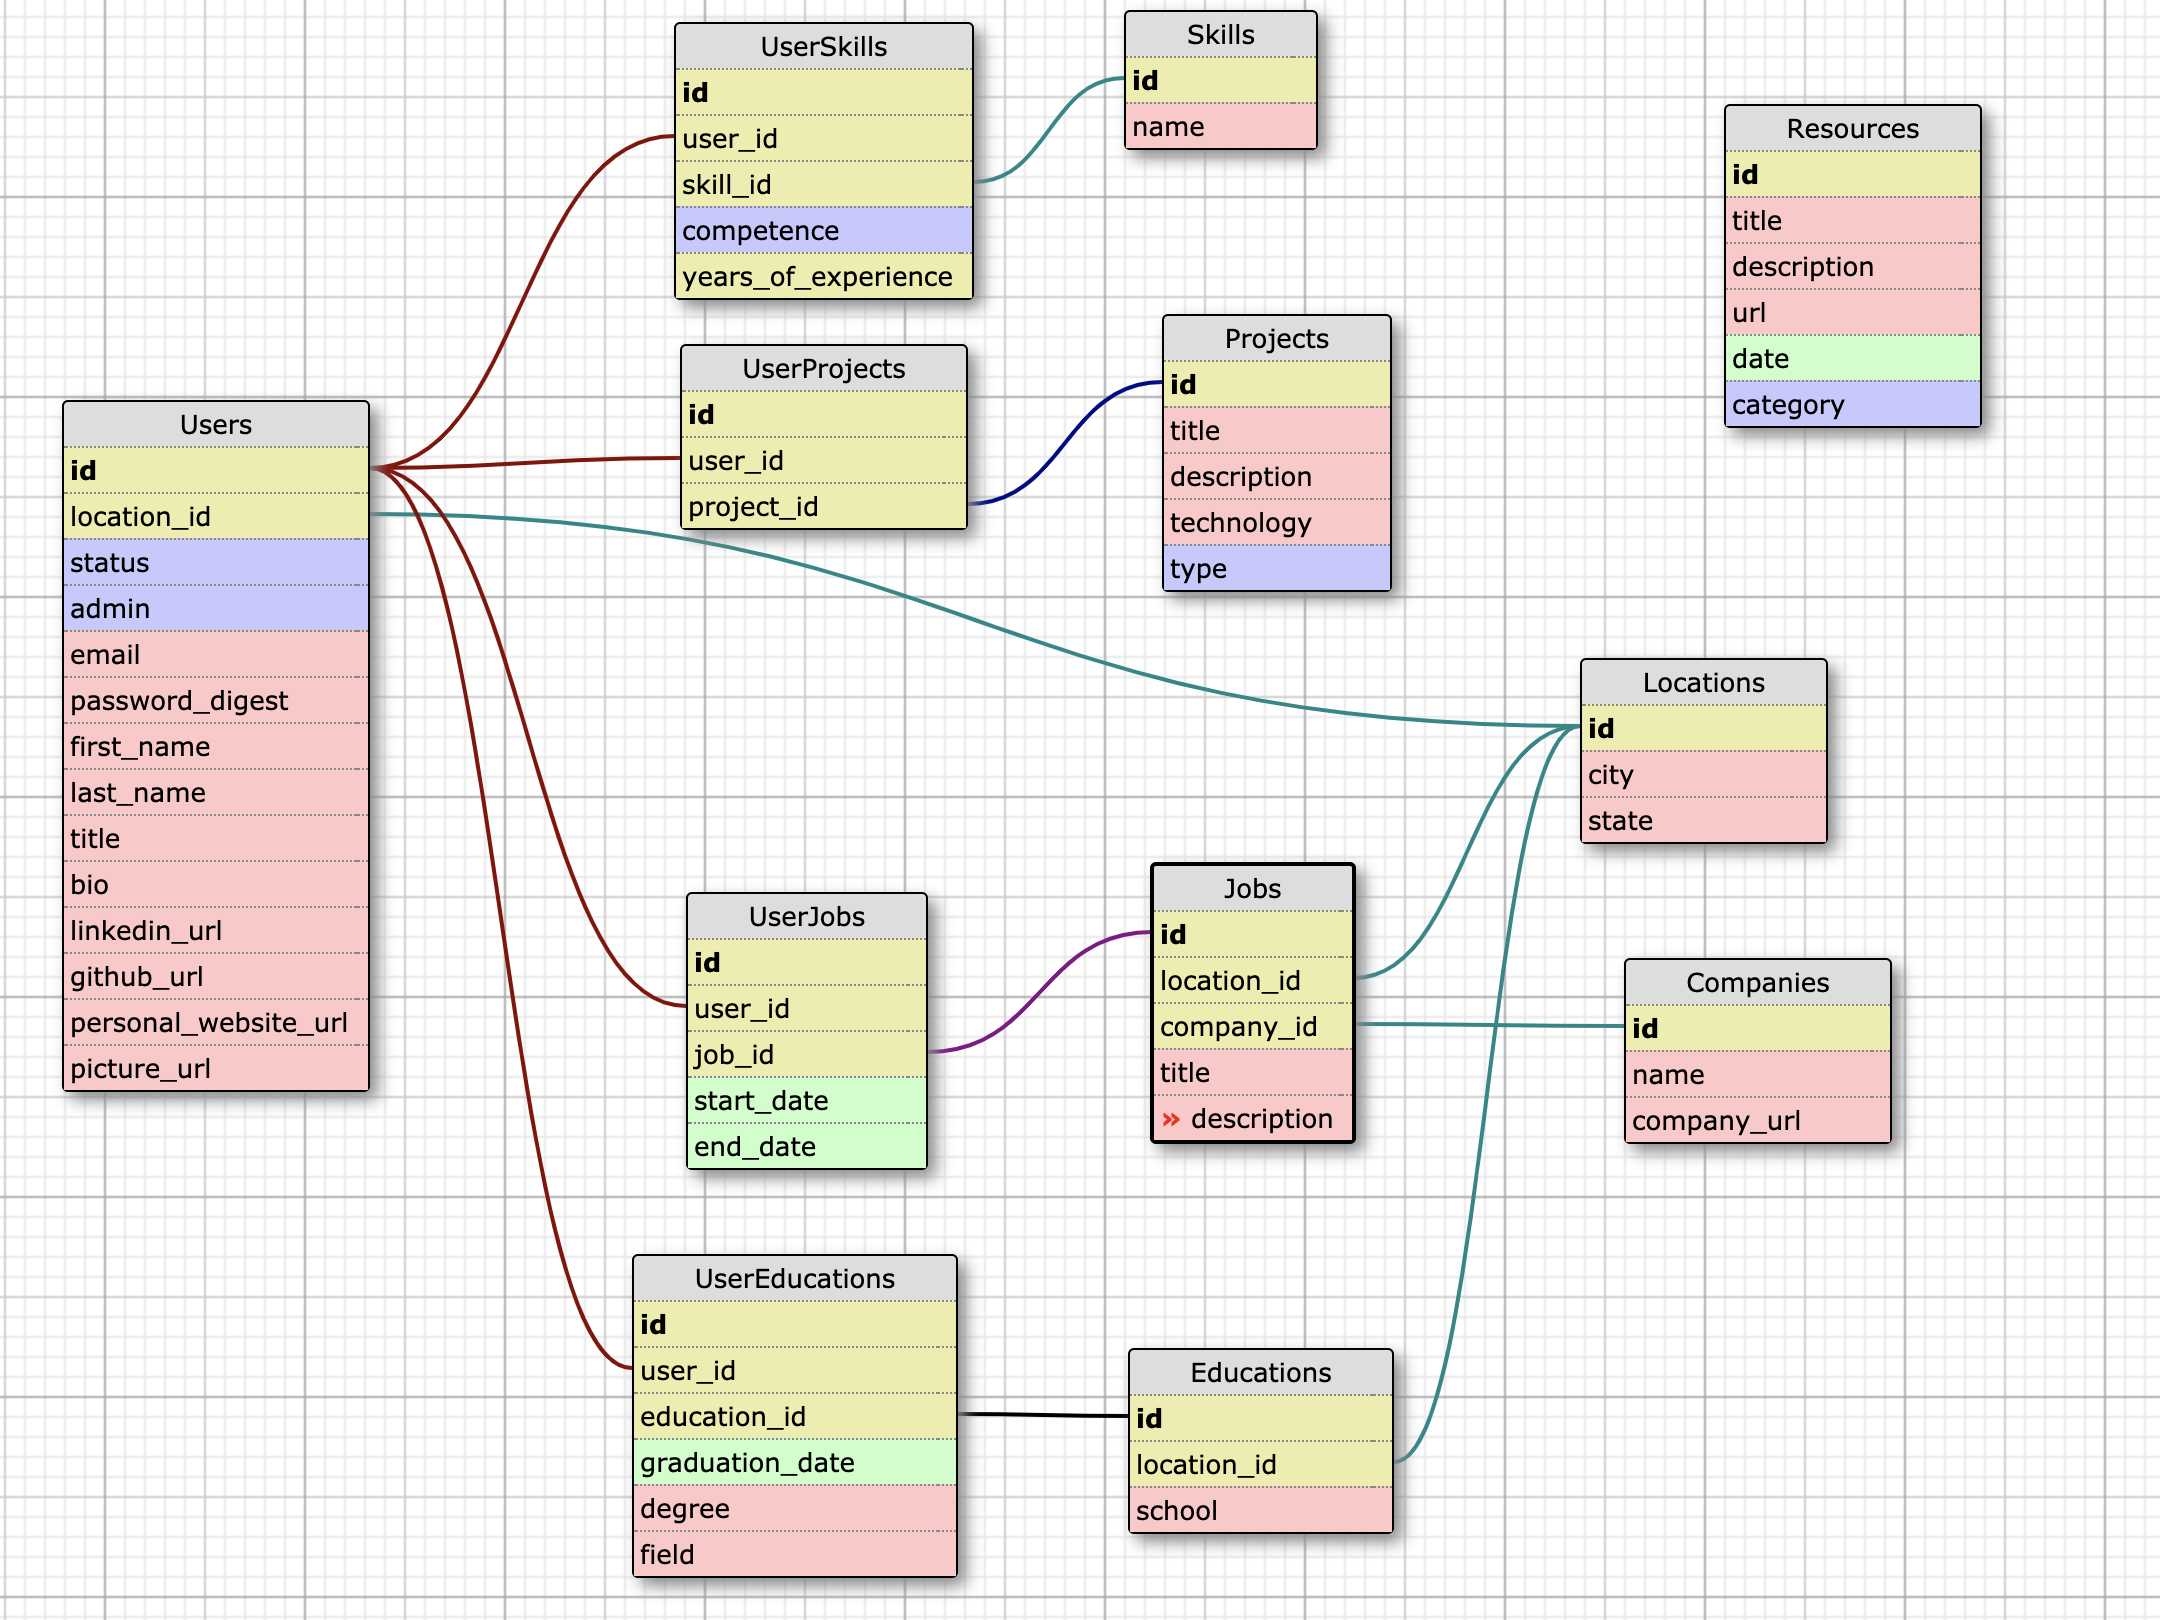 UserSkills
id
user_id
skill_id
competence
years_of_experience
Skills
id
name
Resources
id
title
description
url
date
category
UserProjects
id
user_id
project_id
Projects
id
title
description
technology
type
Users
id
location_id
status
admin
email
password_digest
first_name
last_name
title
bio
linkedin_url
github_url
personal_website_url
picture_url
Locations
id
city
state
UserJobs
id
user_id
job_id
start_date
end_date
Jobs
id
location_id
company_id
title
» description
Companies
id
name
company_url
UserEducations
id
user_id
education_id
graduation_date
degree
field
Educations
id
location_id
school